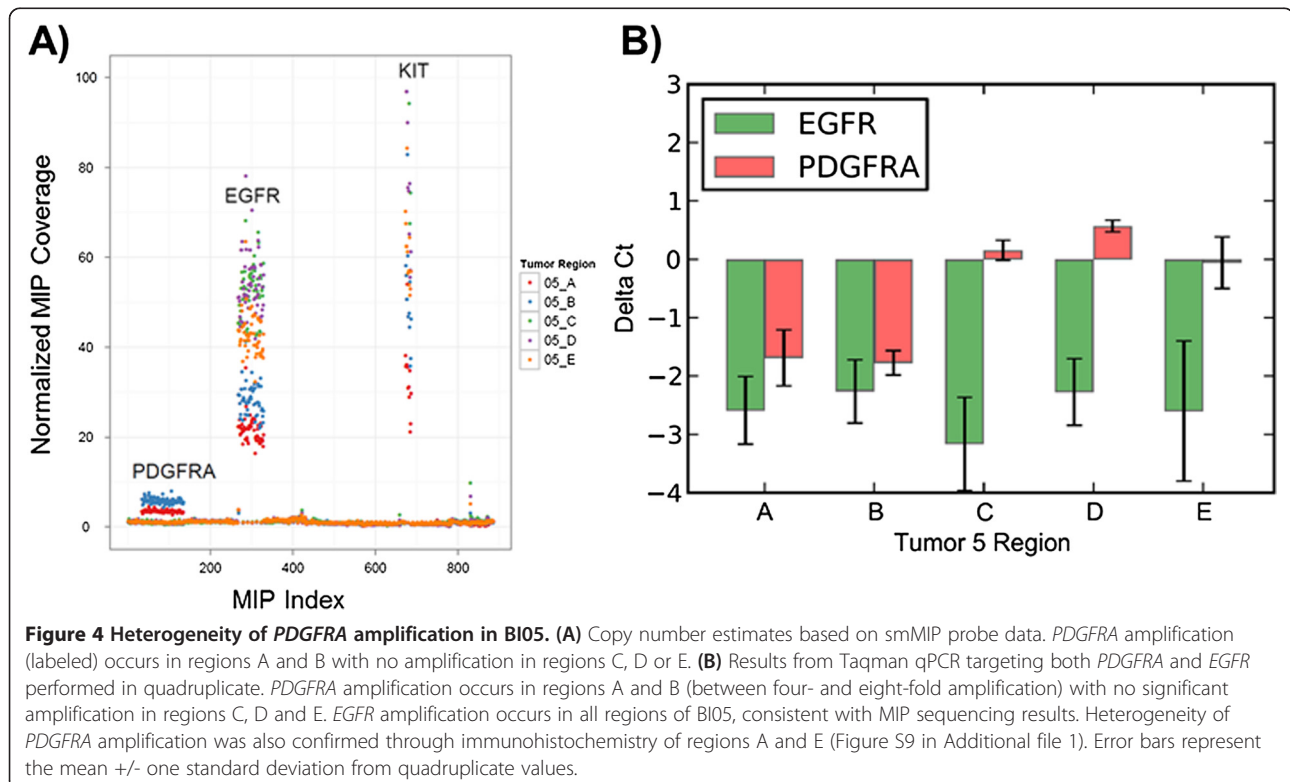 A)
Normalized MIP Coverage
100
80
60
40
20
0
KIT
EGFR
PDGFRA
200
400
600
800
MIP Index
Tumor Region
05_A
05_B
05_C
05_D
05_E
B)
Delta Ct
3
2
1
0
−1
−2
−3
−4
EGFR
PDGFRA
A
B
C
D
E
Tumor 5 Region
Figure 4 Heterogeneity of PDGFRA amplification in BI05. (A) Copy number estimates based on smMIP probe data. PDGFRA amplification
(labeled) occurs in regions A and B with no amplification in regions C, D or E. (B) Results from Taqman qPCR targeting both PDGFRA and EGFR
performed in quadruplicate. PDGFRA amplification occurs in regions A and B (between four- and eight-fold amplification) with no significant
amplification in regions C, D and E. EGFR amplification occurs in all regions of BI05, consistent with MIP sequencing results. Heterogeneity of
PDGFRA amplification was also confirmed through immunohistochemistry of regions A and E (Figure S9 in Additional file 1). Error bars represent
the mean +/- one standard deviation from quadruplicate values.